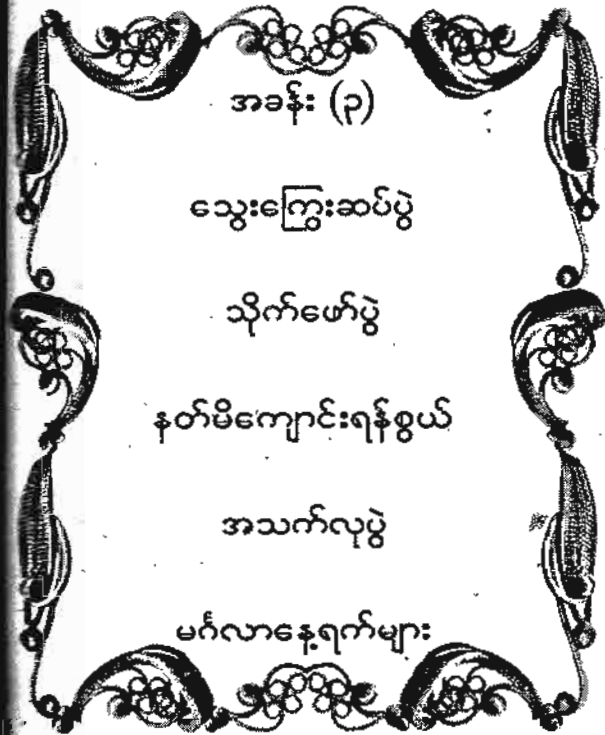 အခန်း (၃)
သွေးကြွေးဆပ်ပွဲ
သိုက်ဖော်ပွဲ
နတ်မိကျောင်းရန်စွယ်
အသက်လုပွဲ
မင်္ဂလာနေ့ရက်များ